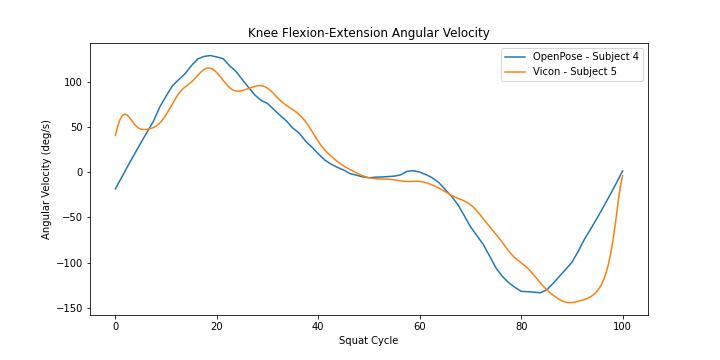 Knee Flexion-Extension Angular Velocity
OpenPose - Subject 4
Vicon - Subject 5
Angular Velocity (deg/s)
100
50
0
−50
−100
−150
0 20 40 60 80 100
Squat Cycle